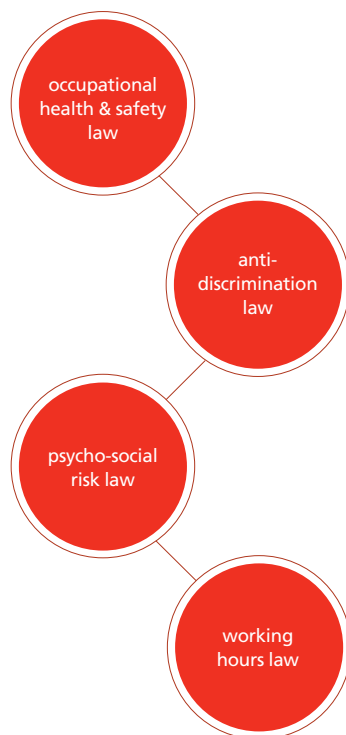 occupational
health & safety
law
anti-
discrimination
law
psycho-social
risk law
working
hours law